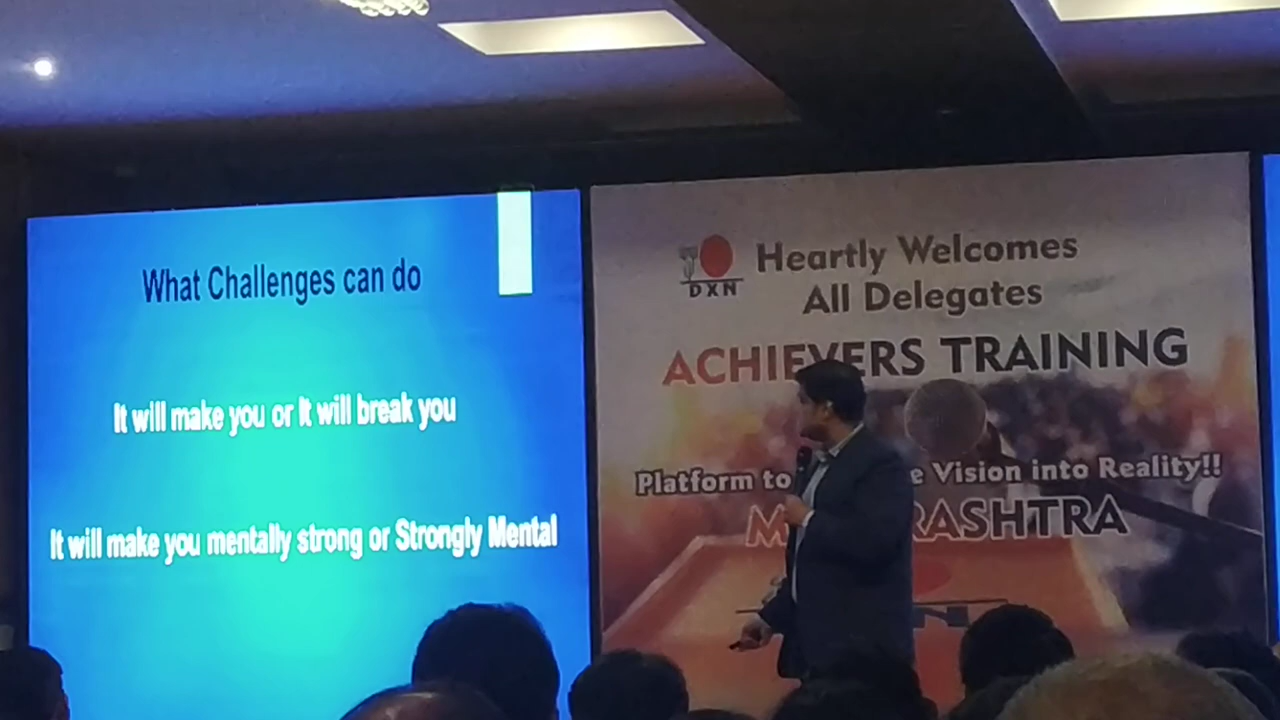 What Challenges can do
It will make you or It will break you
It will make you mentally strong or Strongly Mental
DXN
Heartly Welcomes
All Delegates
ACHIEVERS TRAINING
Platform to e Vision into Reality!!
M RASHTRA